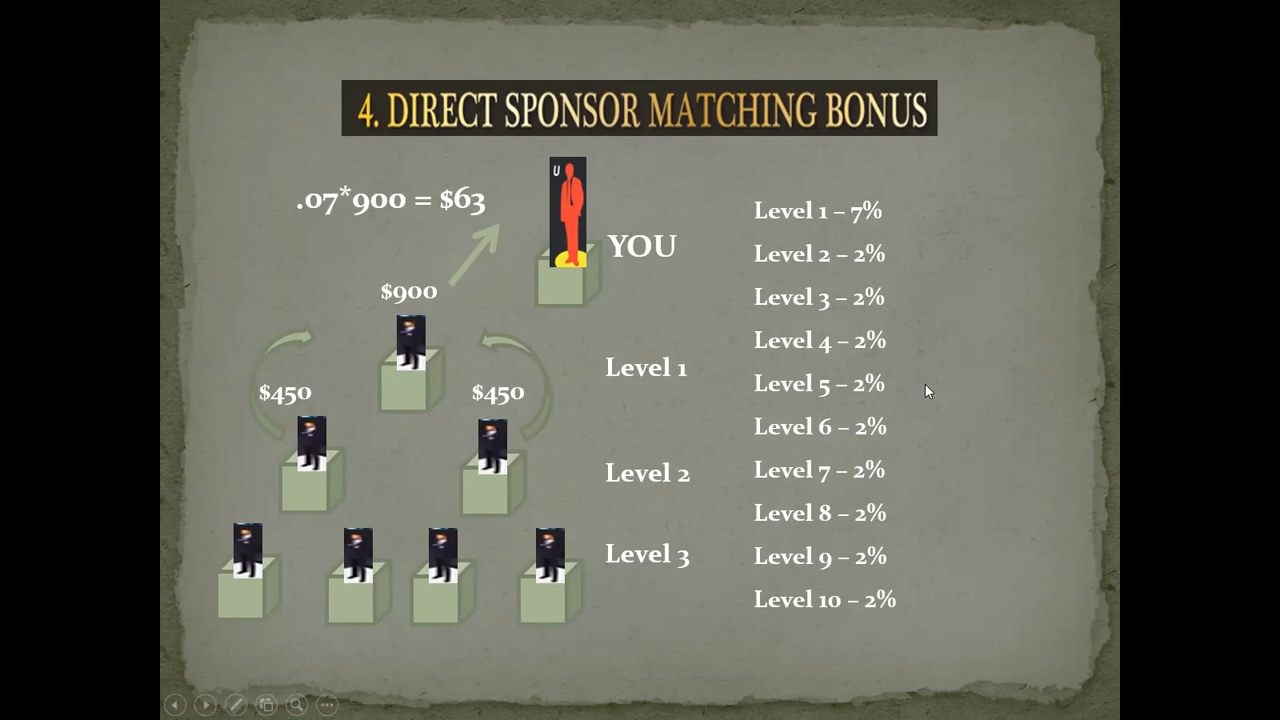 4. DIRECT SPONSOR MATCHING BONUS
U
.07*900 = $63
YOU
$900
Level 1
$450
$450
Level 2
Level 3
Level 1 – 7%
Level 2 – 2%
Level 3 – 2%
Level 4 – 2%
Level 5 – 2%
Level 6 – 2%
Level 7 – 2%
Level 8 – 2%
Level 9 – 2%
Level 10 – 2%